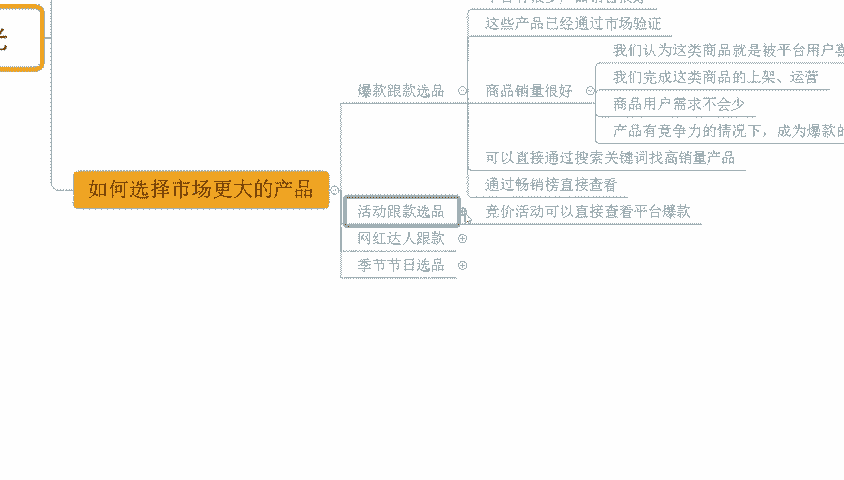 这些产品已经通过市场验证
我们认为这类商品就是被平台用户
爆款跟款选品
商品销量很好
我们完成这类商品的上架、运营
商品用户需求不会少
产品有竞争力的情况下，成为爆款的
可以直接通过搜索关键词找高销量产品
通过畅销榜直接查看
如何选择市场更大的产品
活动跟款选品
竞价活动可以直接查看平台爆款
网红达人跟款
季节节日选品